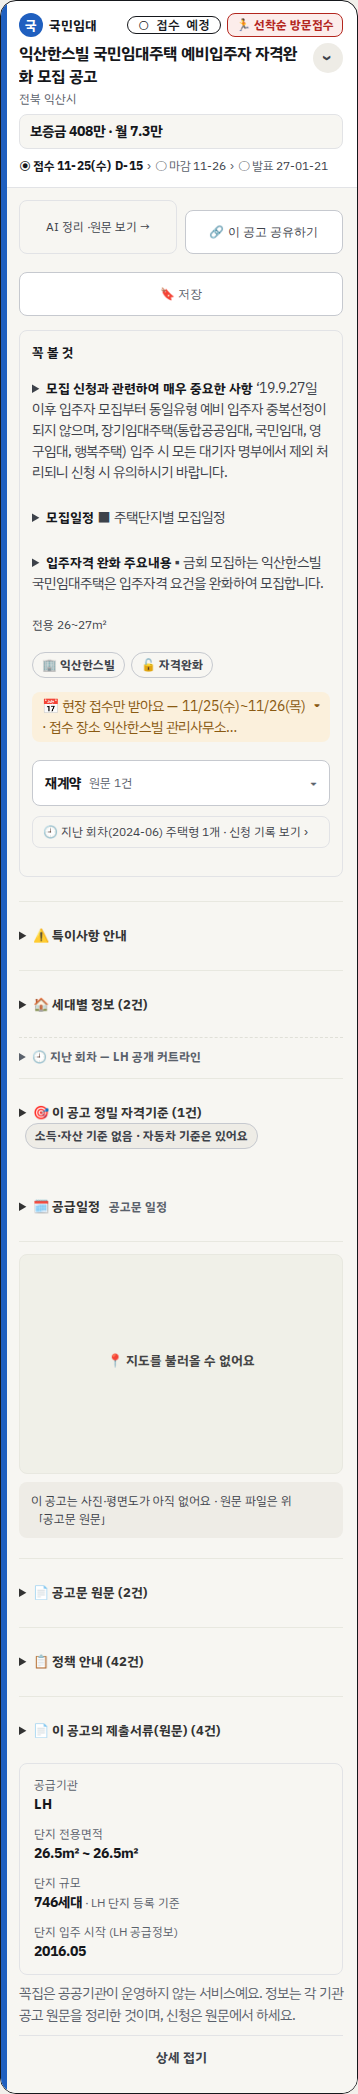 국 국민임대 접수 예정 🏃 선착순 방문접수
익산한스빌 국민임대주택 예비입주자 자격완
화 모집 공고
전북 익산시
보증금 408만 · 월 7.3만
◉ 접수 11-25(수) D-15 › ○ 마감 11-26 › ○ 발표 27-01-21
AI 정리 ·원문 보기 →
🔗 이 공고 공유하기
🔖 저장
꼭 볼 것
▶ 모집 신청과 관련하여 매우 중요한 사항 ‘19.9.27일
이후 입주자 모집부터 동일유형 예비 입주자 중복선정이
되지 않으며, 장기임대주택(통합공공임대, 국민임대, 영
구임대, 행복주택) 입주 시 모든 대기자 명부에서 제외 처
리되니 신청 시 유의하시기 바랍니다.
▶ 모집일정 ■ 주택단지별 모집일정
▶ 입주자격 완화 주요내용 ▪ 금회 모집하는 익산한스빌
국민임대주택은 입주자격 요건을 완화하여 모집합니다.
전용 26~27m²
🏢 익산한스빌 🔓 자격완화
📅 현장 접수만 받아요 — 11/25(수)~11/26(목)
· 접수 장소 익산한스빌 관리사무소…
재계약 원문 1건
🕘 지난 회차(2024-06) 주택형 1개 · 신청 기록 보기 ›
▶ ⚠️ 특이사항 안내
▶ 🏠 세대별 정보 (2건)
▶ 🕘 지난 회차 — LH 공개 커트라인
▶ 🎯 이 공고 정밀 자격기준 (1건)
소득·자산 기준 없음 · 자동차 기준은 있어요
▶ 🗓️ 공급일정 공고문 일정
📍 지도를 불러올 수 없어요
이 공고는 사진·평면도가 아직 없어요 · 원문 파일은 위
「공고문 원문」
▶ 📄 공고문 원문 (2건)
▶ 📋 정책 안내 (42건)
▶ 📄 이 공고의 제출서류(원문) (4건)
공급기관
LH
단지 전용면적
26.5m² ~ 26.5m²
단지 규모
746세대 · LH 단지 등록 기준
단지 입주 시작 (LH 공급정보)
2016.05
꼭집은 공공기관이 운영하지 않는 서비스예요. 정보는 각 기관
공고 원문을 정리한 것이며, 신청은 원문에서 하세요.
상세 접기